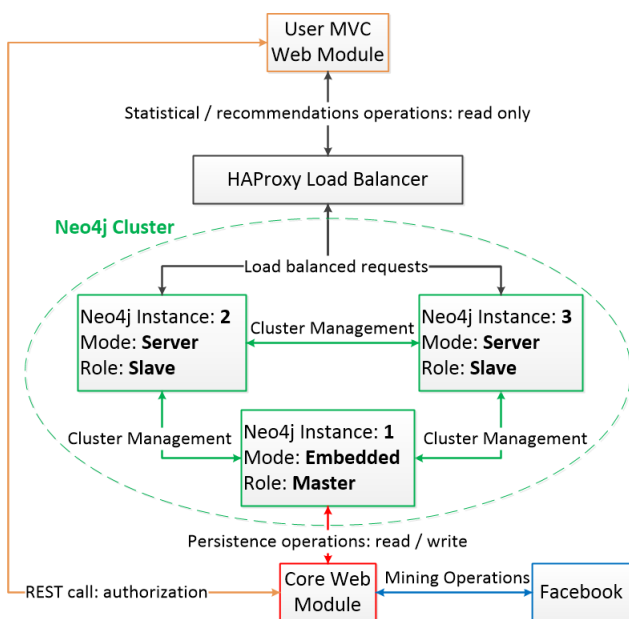 User MVC
Web Module
Statistical / recommendations operations: read only
HAProxy Load Balancer
Neo4j Cluster
Load balanced requests
Neo4j Instance: 2
Mode: Server
Role: Slave
Cluster Management
Neo4j Instance: 3
Mode: Server
Role: Slave
Cluster Management
Neo4j Instance: 1
Mode: Embedded
Role: Master
Cluster Management
Persistence operations: read / write
REST call: authorization
Core Web
Module
Mining Operations
Facebook